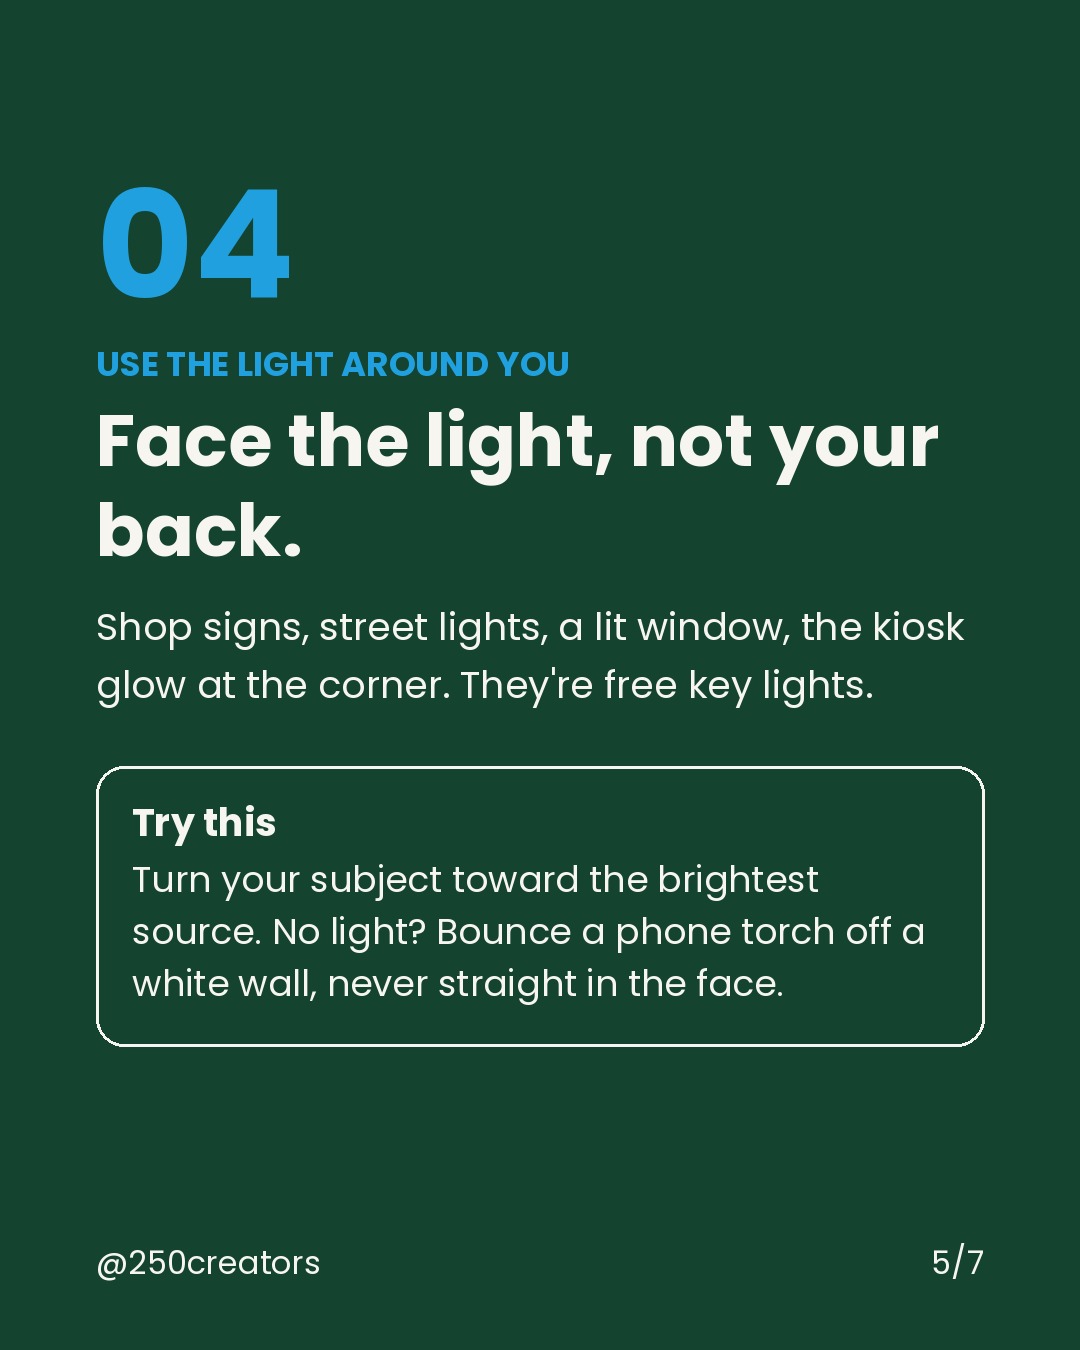 04
USE THE LIGHT AROUND YOU
Face the light, not your
back.
Shop signs, street lights, a lit window, the kiosk
glow at the corner. They're free key lights.
Try this
Turn your subject toward the brightest
source. No light? Bounce a phone torch off a
white wall, never straight in the face.
@250creators
5/7